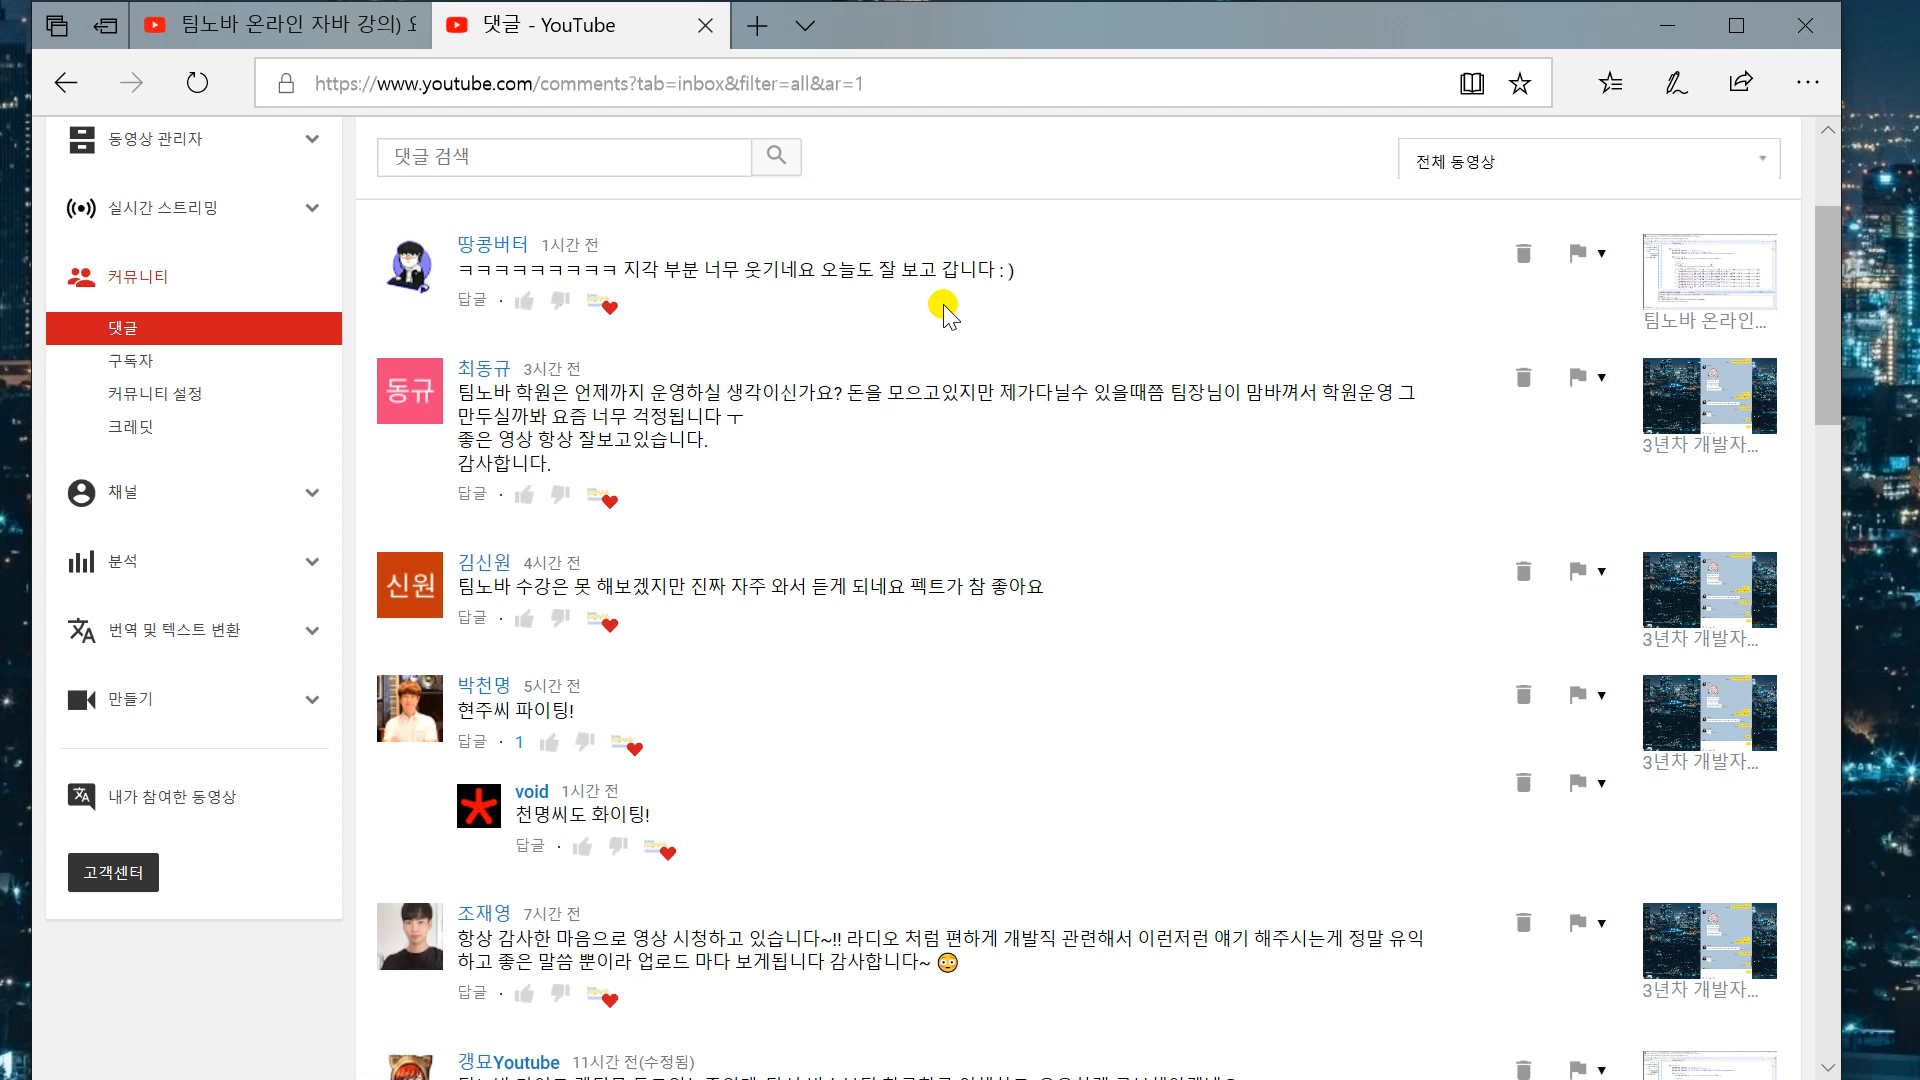 팀노바 온라인 자바 강의)
댓글 - YouTube
https://www.youtube.com/comments?tab=inbox&filter=all&ar=1
동영상 관리자
실시간 스트리밍
커뮤니티
댓글
구독자
커뮤니티 설정
크레딧
채널
분석
번역 및 텍스트 변환
만들기
내가 참여한 동영상
고객센터
댓글 검색
전체 동영상
땅콩버터 1시간 전
ㅋㅋㅋㅋㅋㅋㅋㅋㅋ 지각 부분 너무 웃기네요 오늘도 잘 보고 갑니다 : )
답글 ·
팀노바 온라인...
동규
최동규 3시간 전
팀노바 학원은 언제까지 운영하실 생각이신가요? 돈을 모으고있지만 제가다닐수 있을때쯤 팀장님이 맘바껴서 학원운영 그
만두실까봐 요즘 너무 걱정됩니다 ㅜ
좋은 영상 항상 잘보고있습니다.
감사합니다.
답글 ·
3년차 개발자...
신원
김신원 4시간 전
팀노바 수강은 못 해보겠지만 진짜 자주 와서 듣게 되네요 펙트가 참 좋아요
답글 ·
3년차 개발자...
박천명 5시간 전
현주씨 파이팅!
답글 · 1
3년차 개발자...
void 1시간 전
천명씨도 화이팅!
답글 ·
조재영 7시간 전
항상 감사한 마음으로 영상 시청하고 있습니다~!! 라디오 처럼 편하게 개발직 관련해서 이런저런 얘기 해주시는게 정말 유익
하고 좋은 말씀 뿐이라 업로드 마다 보게됩니다 감사합니다~ 😳
답글 ·
3년차 개발자...
갱묘Youtube 11시간 전(수정됨)